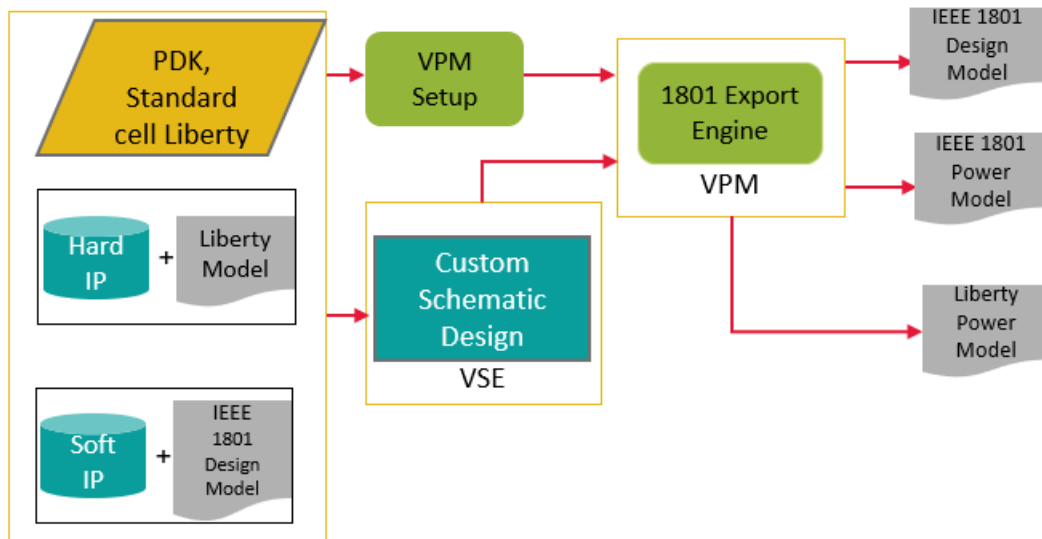 PDK,
Standard
cell Liberty
VPM
Setup
1801 Export
Engine
VPM
IEEE 1801
Design
Model
IEEE 1801
Power
Model
Liberty
Power
Model
Hard
IP
+
Liberty
Model
Custom
Schematic
Design
VSE
Soft
IP
+
IEEE
1801
Design
Model